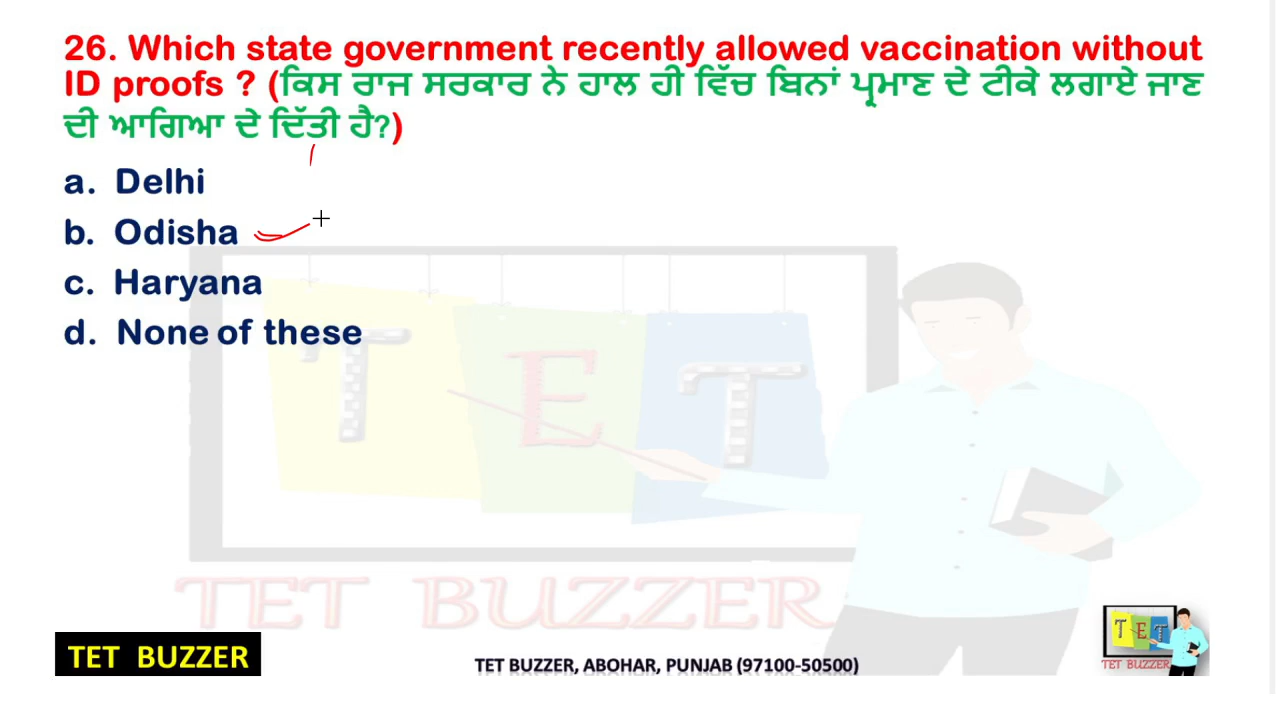 26. Which state government recently allowed vaccination without
ID proofs ? (ਕਿਸ ਰਾਜ ਸਰਕਾਰ ਨੇ ਹਾਲ ਹੀ ਵਿੱਚ ਬਿਨਾਂ ਪ੍ਰਮਾਣ ਦੇ ਟੀਕੇ ਲਗਾਏ ਜਾਣ
ਦੀ ਆਗਿਆ ਦੇ ਦਿੱਤੀ ਹੈ?)
a. Delhi
b. Odisha
c. Haryana
d. None of these
T E T
TET BUZZER
TET BUZZER
TET BUZZER, ABOHAR, PUNJAB (97100-50500)
T E T
TET BUZZER